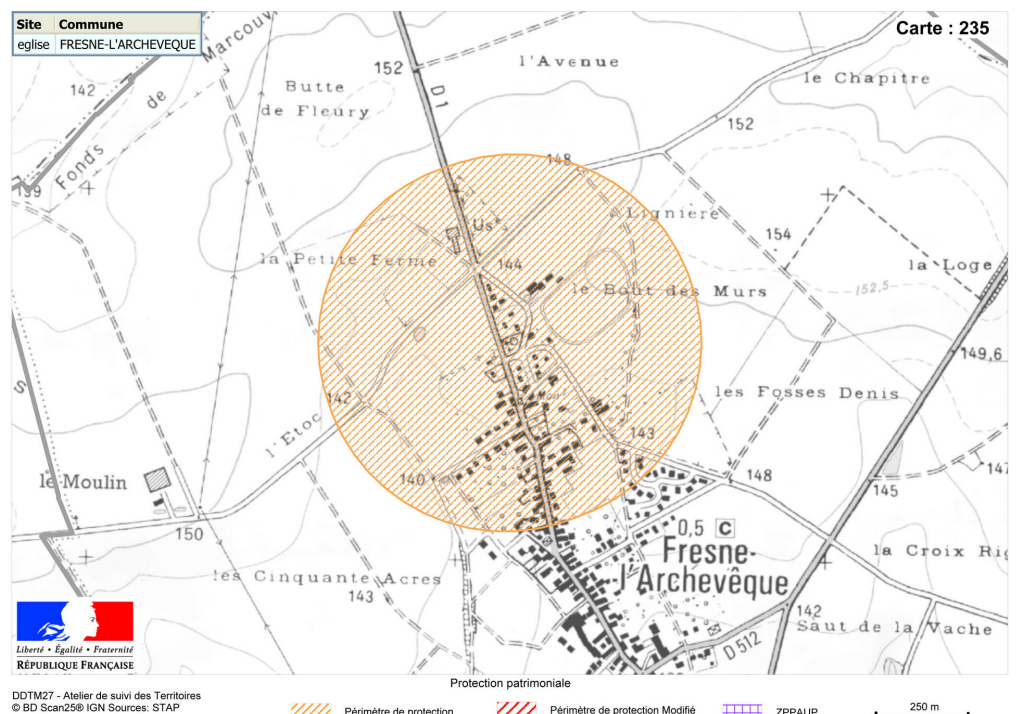 Site Commune
eglise FRESNE-L'ARCHEVEQUE
Carte : 235
Marcouv
152
D 1
l'Avenue
le Chapitre
142
de
Butte
de Fleury
152
Fonds
148
Lignière
Usᵉ
154
la Petite Ferme
144
la Loge
le Bout des Murs
152,5
149,6
142
les Fosses Denis
l'Etoc
143
140
le Moulin
148
145
147
150
0,5 C
Fresne-
l'Archevêque
la Croix Rig
les Cinquante Acres
143
142
Saut de la Vache
D 512
Liberté • Égalité • Fraternité
RÉPUBLIQUE FRANÇAISE
Protection patrimoniale
DDTM27 - Atelier de suivi des Territoires
© BD Scan25® IGN Sources: STAP
Périmètre de protection
Périmètre de protection Modifié
ZPPAUP
250 m